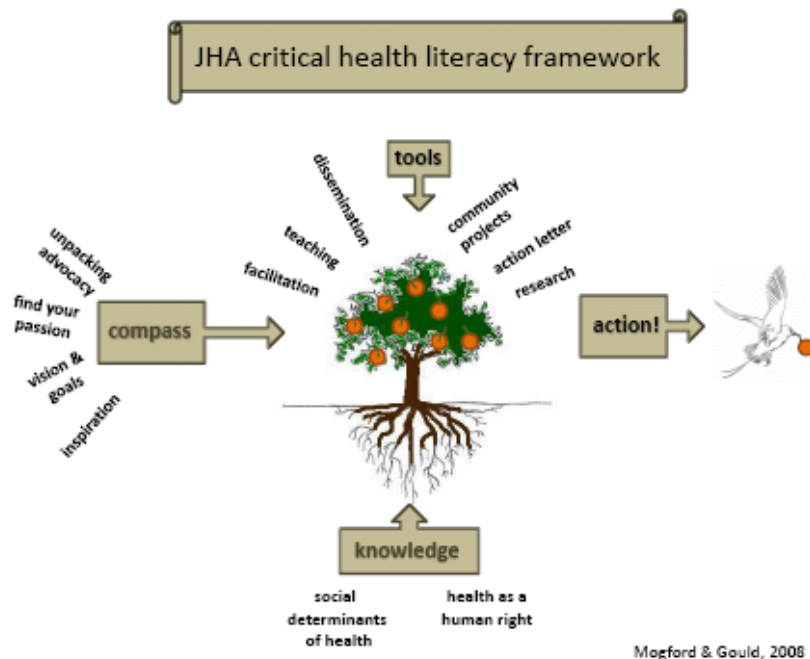 JHA critical health literacy framework
tools
dissemination
teaching
facilitation
community
projects
action letter
research
unpacking
advocacy
find your
passion
vision &
goals
inspiration
compass
action!
knowledge
social
determinants
of health
health as a
human right
Mogford & Gould, 2008